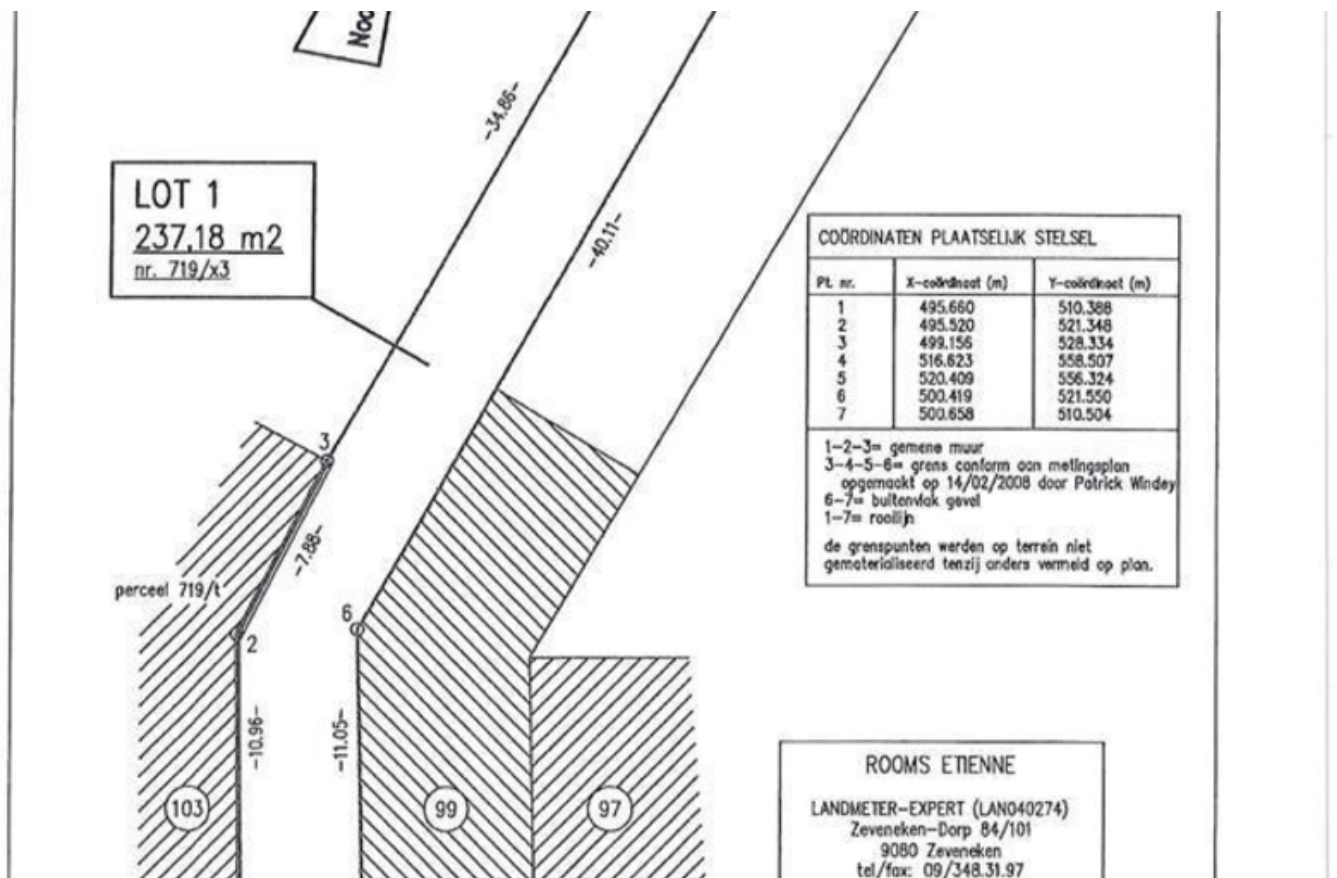 Noo
-34.86-
LOT 1
237,18 m2
nr. 719/x3
-40.11-
COÖRDINATEN PLAATSELIJK STELSEL
Pt. nr. X-coördinaat (m) Y-coördinaat (m)
1 495.660 510.388
2 495.520 521.348
3 499.156 528.334
4 516.623 558.507
5 520.409 556.324
6 500.419 521.550
7 500.658 510.504
1-2-3= gemene muur
3-4-5-6= grens conform aan metingsplan
opgemaakt op 14/02/2008 door Patrick Windey
6-7= buitenvlak gevel
1-7= rooilijn
de grenspunten werden op terrein niet
gematerialiseerd tenzij anders vermeld op plan.
3
-7.88-
perceel 719/t
6
2
-10.96-
-11.05-
103
99
97
ROOMS ETIENNE
LANDMETER-EXPERT (LAN040274)
Zeveneken-Dorp 84/101
9080 Zeveneken
tel/fax: 09/348.31.97